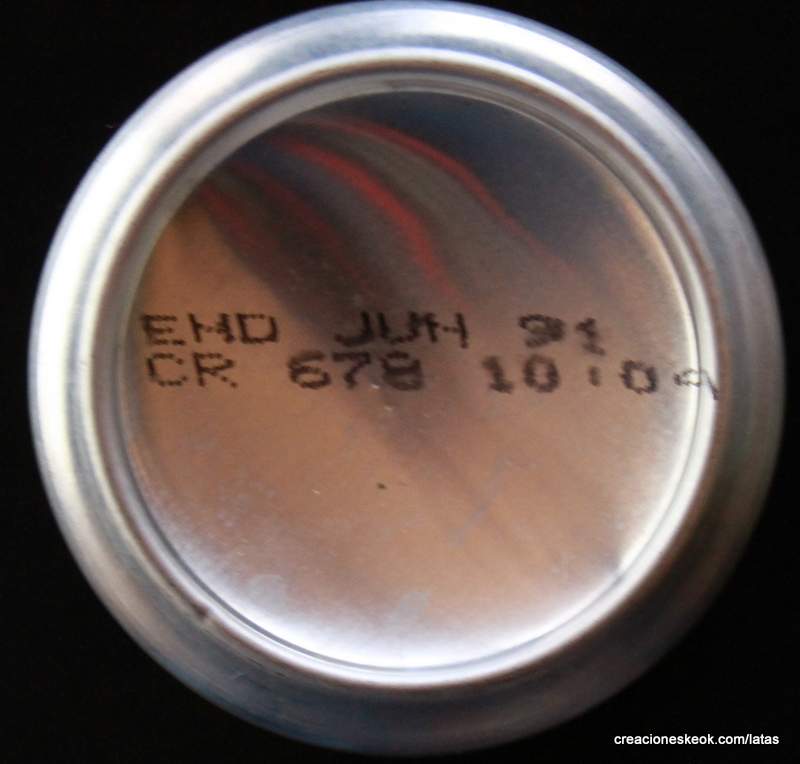 END JUN 91
CR 678 10:04
creacioneskeok.com/latas